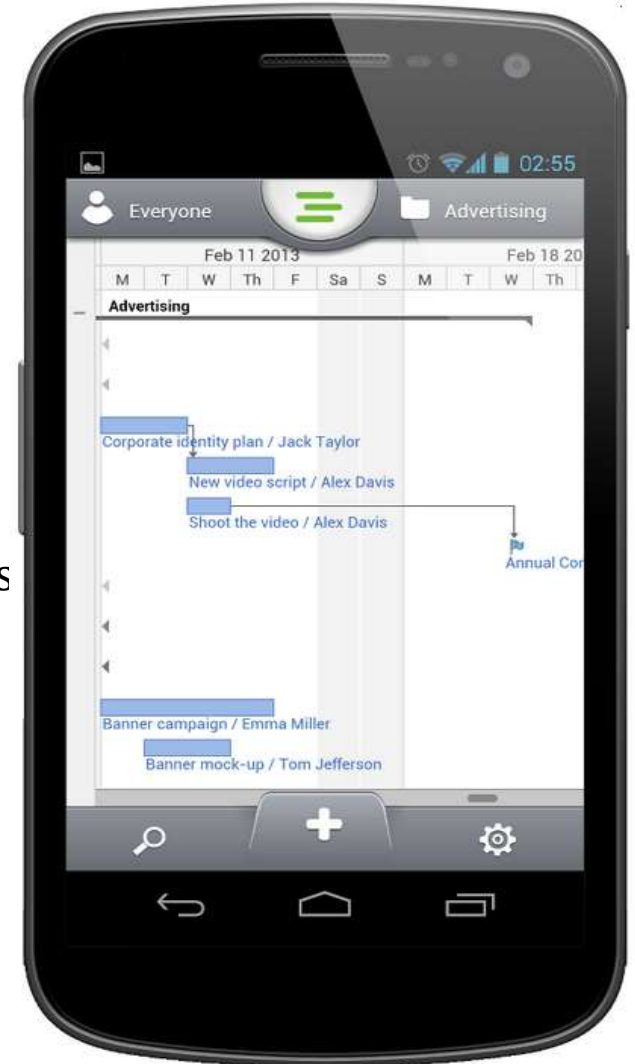 02:55
Everyone Advertising
Feb 11 2013 Feb 18 20
M T W Th F Sa S M T W Th
Advertising
Corporate identity plan / Jack Taylor
New video script / Alex Davis
Shoot the video / Alex Davis
Annual Cor
s
Banner campaign / Emma Miller
Banner mock-up / Tom Jefferson